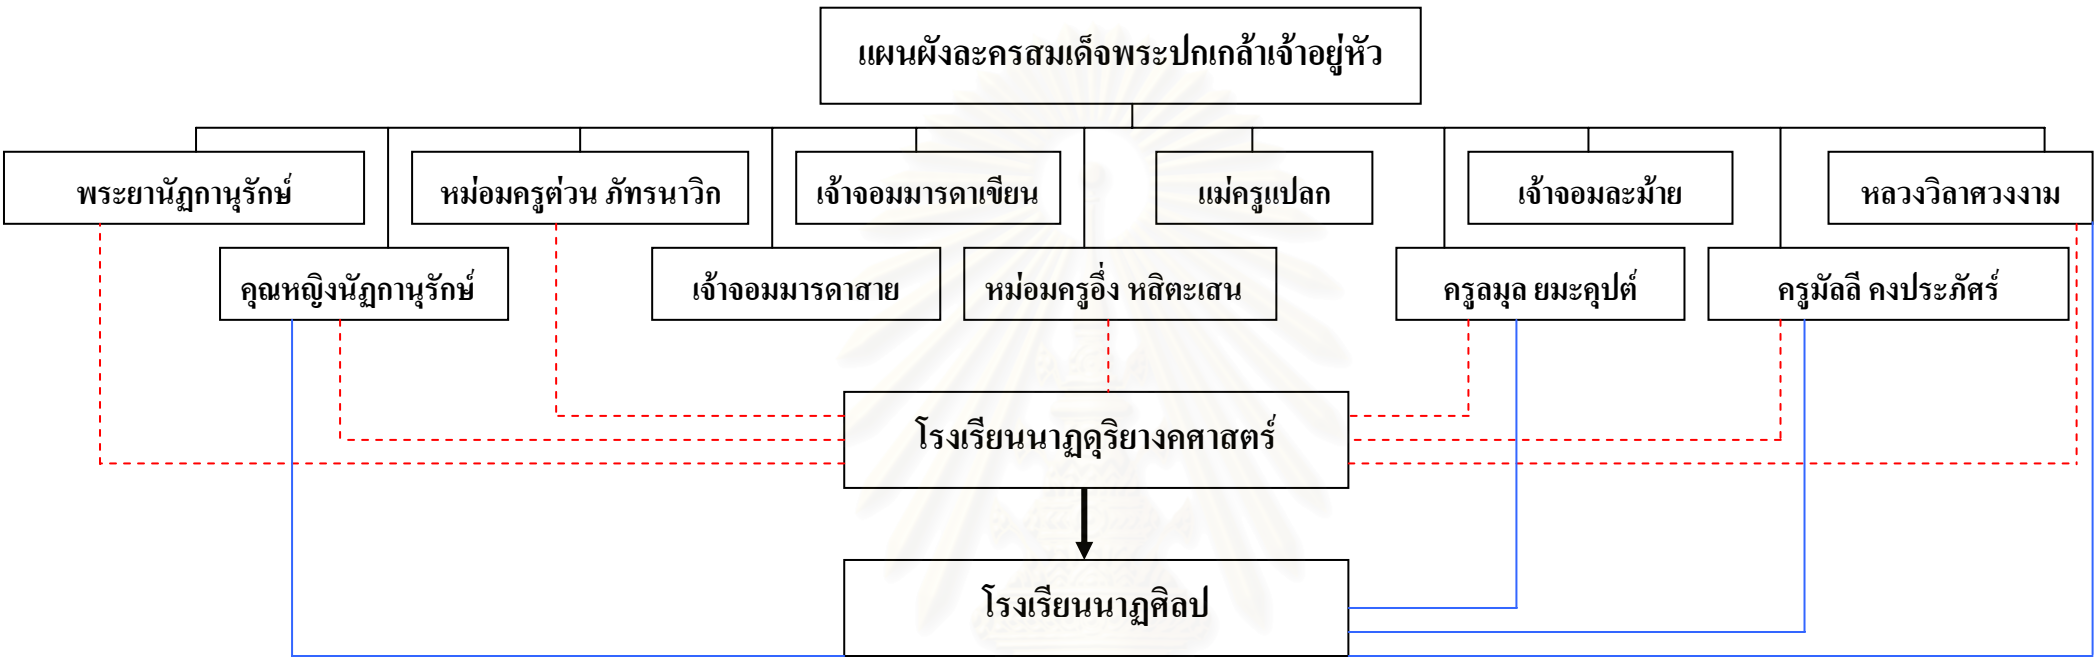 แผนผังละครสมเด็จพระปกเกล้าเจ้าอยู่หัว
พระยานัฏกานุรักษ์
หม่อมครูต่วน ภัทรนาวิก
เจ้าจอมมารดาเขียน
แม่ครูแปลก
เจ้าจอมละม้าย
หลวงวิลาศวงงาม
คุณหญิงนัฏกานุรักษ์
เจ้าจอมมารดาสาย
หม่อมครูอึ่ง หสิตะเสน
ครูลมุล ยมะคุปต์
ครูมัลลี คงประภัศร์
โรงเรียนนาฏดุริยางคศาสตร์
โรงเรียนนาฏศิลป